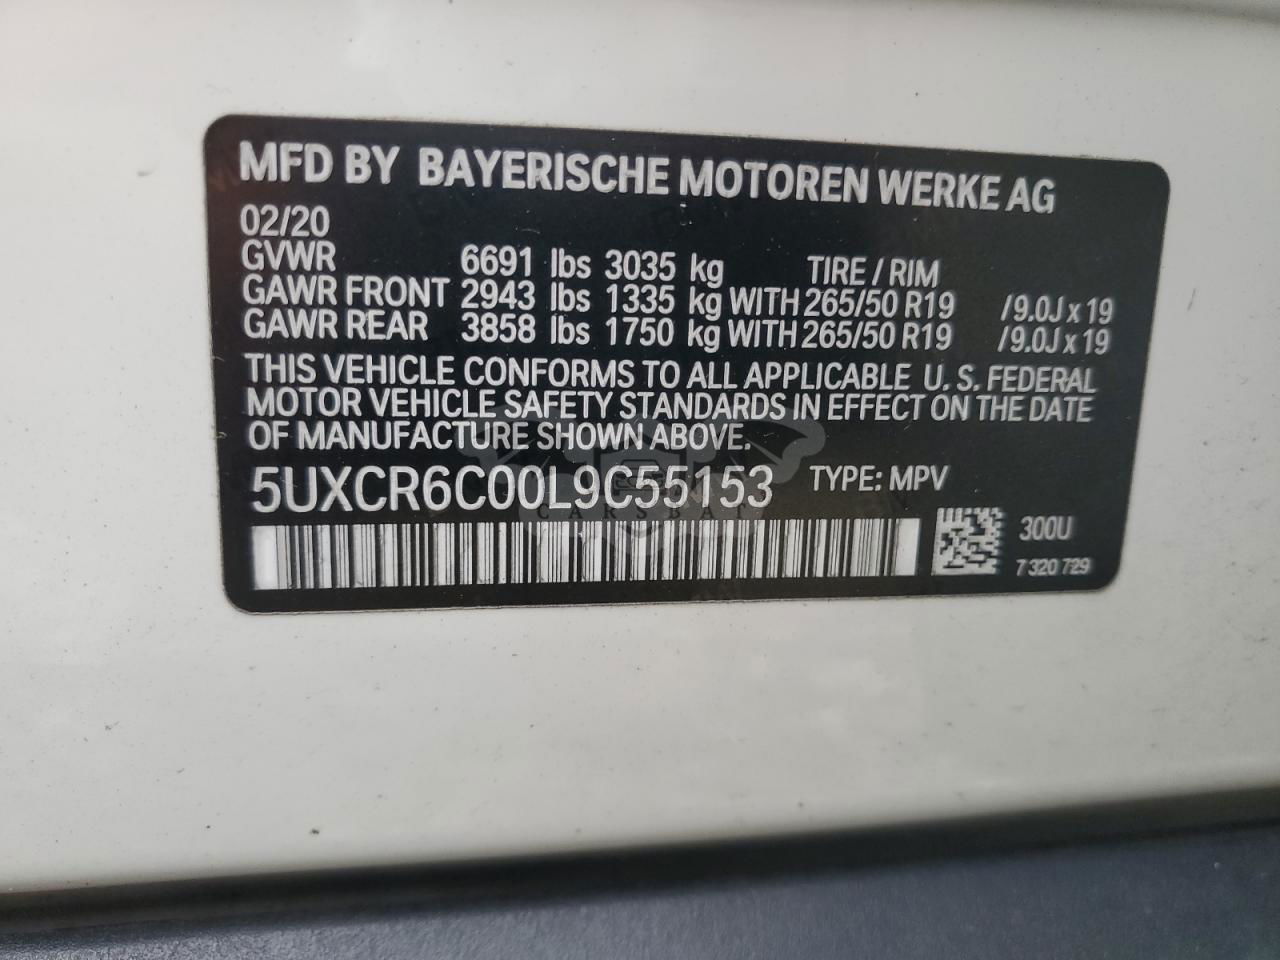 MFD BY BAYERISCHE MOTOREN WERKE AG
02/20
GVWR 6691 lbs 3035 kg TIRE / RIM
GAWR FRONT 2943 lbs 1335 kg WITH 265/50 R19 /9.0J x 19
GAWR REAR 3858 lbs 1750 kg WITH 265/50 R19 /9.0J x 19
THIS VEHICLE CONFORMS TO ALL APPLICABLE U. S. FEDERAL
MOTOR VEHICLE SAFETY STANDARDS IN EFFECT ON THE DATE
OF MANUFACTURE SHOWN ABOVE.
5UXCR6C00L9C55153 TYPE: MPV
CARSBAT
300U
7 320 729